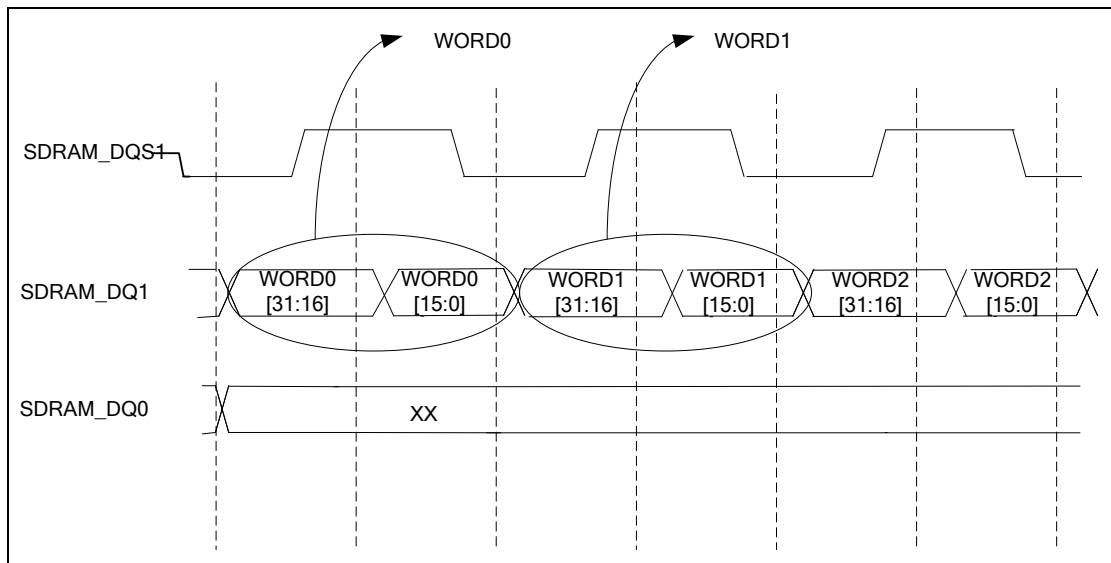 WORD0
WORD1
SDRAM_DQS1
SDRAM_DQ1
WORD0 [31:16]
WORD0 [15:0]
WORD1 [31:16]
WORD1 [15:0]
WORD2 [31:16]
WORD2 [15:0]
SDRAM_DQ0
XX